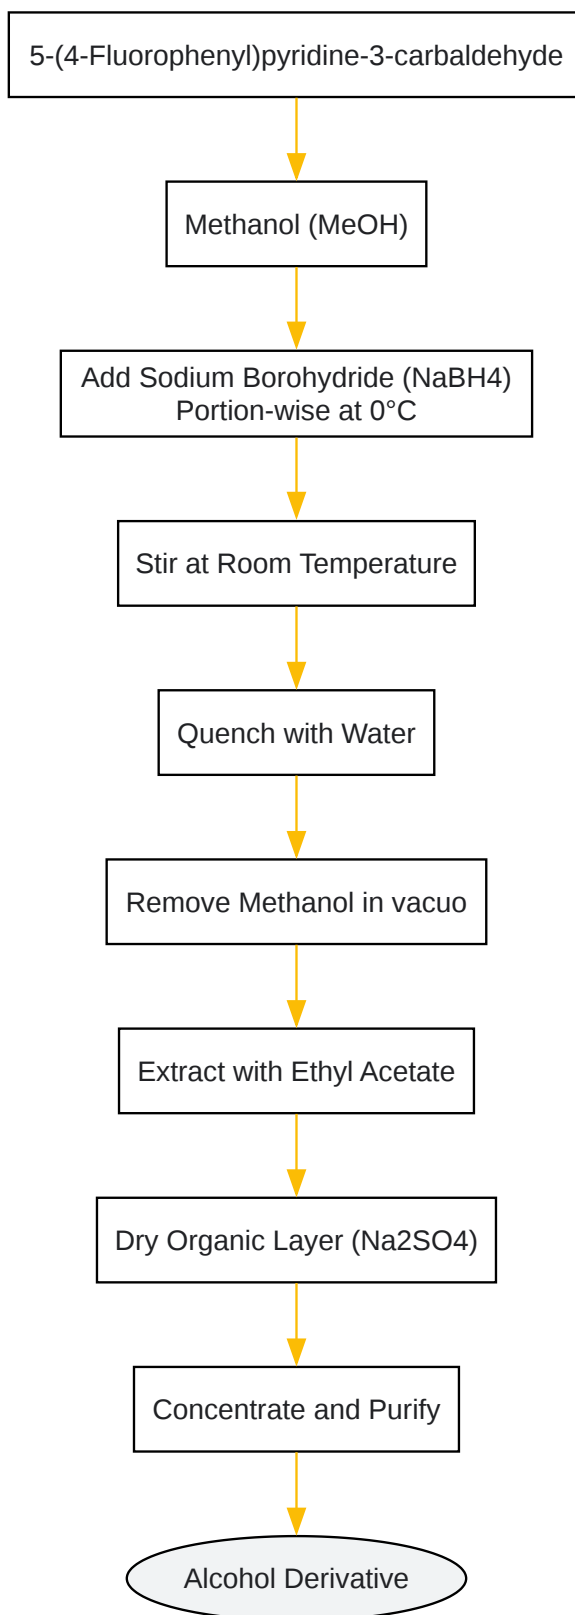 5-(4-Fluorophenyl)pyridine-3-carbaldehyde
Methanol (MeOH)
Add Sodium Borohydride (NaBH4)
Portion-wise at 0°C
Stir at Room Temperature
Quench with Water
Remove Methanol in vacuo
Extract with Ethyl Acetate
Dry Organic Layer (Na2SO4)
Concentrate and Purify
Alcohol Derivative